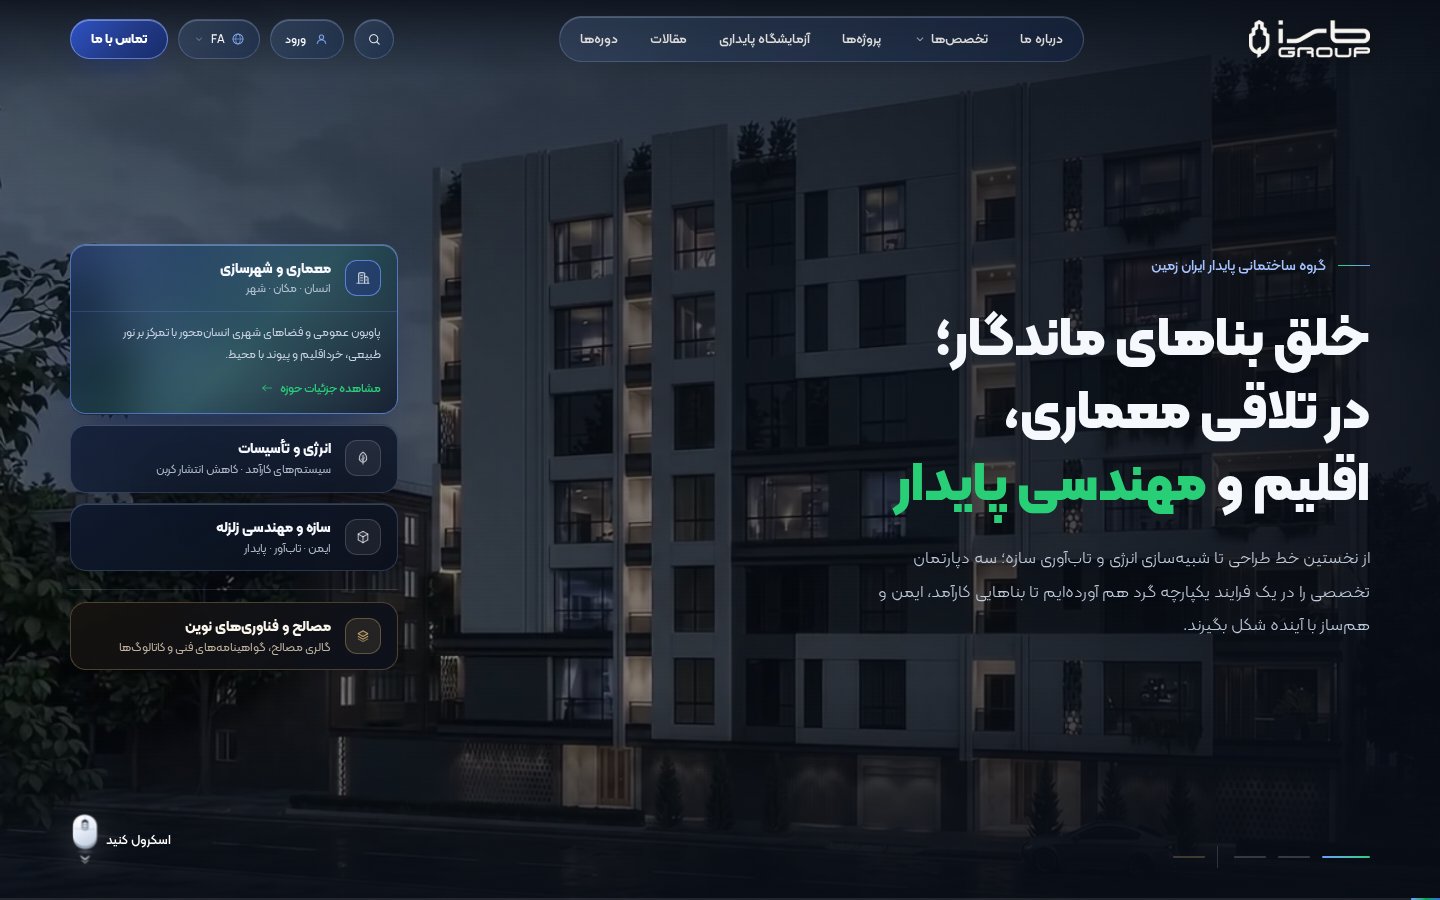 isb
GROUP
درباره ما
تخصص‌ها
پروژه‌ها
آزمایشگاه پایداری
مقالات
دوره‌ها
ورود
FA
تماس با ما
گروه ساختمانی پایدار ایران زمین
خلق بناهای ماندگار؛
در تلاقی معماری،
اقلیم و مهندسی پایدار
از نخستین خط طراحی تا شبیه‌سازی انرژی و تاب‌آوری سازه؛ سه دپارتمان
تخصصی را در یک فرایند یکپارچه گرد هم آورده‌ایم تا بناهایی کارآمد، ایمن و
هم‌ساز با آینده شکل بگیرند.
معماری و شهرسازی
انسان · مکان · شهر
پاویون عمومی و فضاهای شهری انسان‌محور با تمرکز بر نور
طبیعی، خرداقلیم و پیوند با محیط.
مشاهده جزئیات حوزه ←
انرژی و تأسیسات
سیستم‌های کارآمد · کاهش انتشار کربن
سازه و مهندسی زلزله
ایمن · تاب‌آور · پایدار
مصالح و فناوری‌های نوین
گالری مصالح، گواهینامه‌های فنی و کاتالوگ‌ها
اسکرول کنید